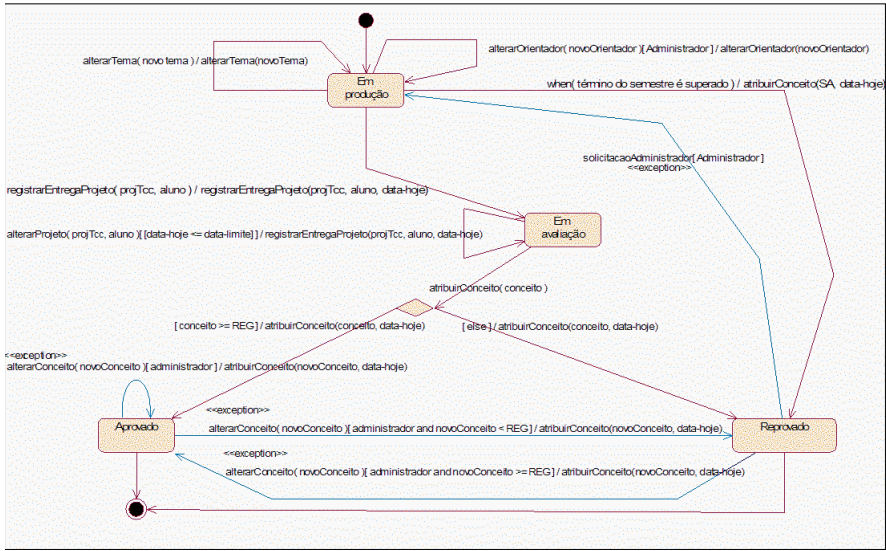 alterarOrientador( novoOrientador )[ Administrador ] / alterarOrientador(novoOrientador)
alterarTema( novo tema ) / alterarTema(novoTema)
Em
produção
when( término do semestre é superado ) / atribuirConceito(SA, data-hoje)
solicitacaoAdministrador[ Administrador ]
<<exception>>
registrarEntregaProjeto( projTcc, aluno ) / registrarEntregaProjeto(projTcc, aluno, data-hoje)
Em
avaliação
alterarProjeto( projTcc, aluno )[ [data-hoje <= data-limite] ] / registrarEntregaProjeto(projTcc, aluno, data-hoje)
atribuirConceito( conceito )
[ conceito >= REG ] / atribuirConceito(conceito, data-hoje)
[ else ] / atribuirConceito(conceito, data-hoje)
<<exception>>
alterarConceito( novoConceito )[ administrador ] / atribuirConceito(novoConceito, data-hoje)
<<exception>>
Aprovado
alterarConceito( novoConceito )[ administrador and novoConceito < REG ] / atribuirConceito(novoConceito, data-hoje)
Reprovado
<<exception>>
alterarConceito( novoConceito )[ administrador and novoConceito >= REG ] / atribuirConceito(novoConceito, data-hoje)